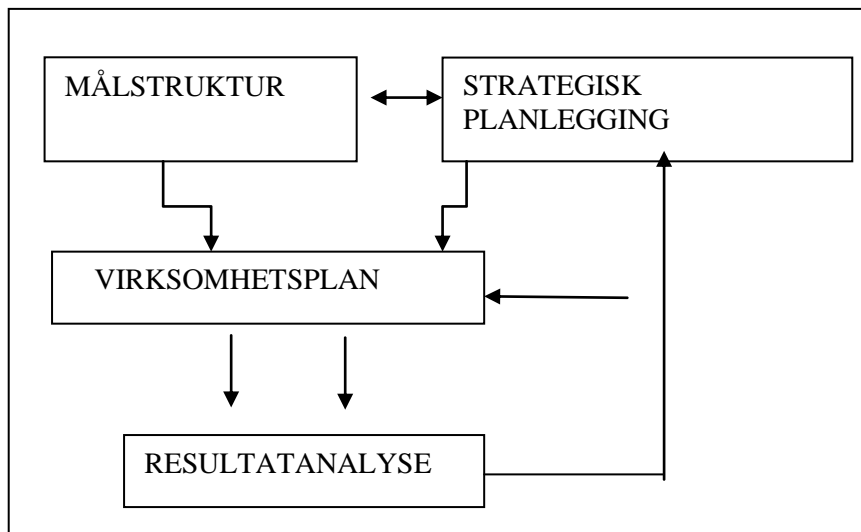 MÅLSTRUKTUR
STRATEGISK
PLANLEGGING
VIRKSOMHETSPLAN
RESULTATANALYSE